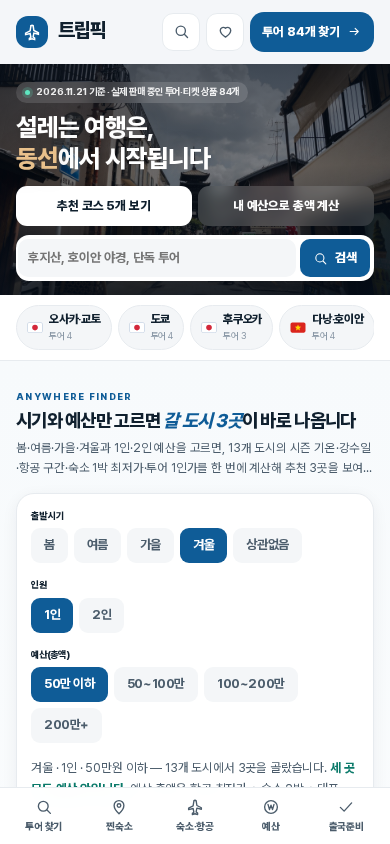 트립픽
투어 84개 찾기 →
2026.11.21 기준 · 실제 판매 중인 투어·티켓 상품 84개
설레는 여행은,
동선에서 시작됩니다
추천 코스 5개 보기
내 예산으로 총액 계산
후지산, 호이안 야경, 단독 투어
검색
오사카·교토
투어 4
도쿄
투어 4
후쿠오카
투어 3
다낭·호이안
투어 4
ANYWHERE FINDER
시기와 예산만 고르면 갈 도시 3곳이 바로 나옵니다
봄·여름·가을·겨울과 1인·2인 예산을 고르면, 13개 도시의 시즌 기온·강수일
·항공 구간·숙소 1박 최저가·투어 1인가를 한 번에 계산해 추천 3곳을 보여…
출발시기
봄
여름
가을
겨울
상관없음
인원
1인
2인
예산(총액)
50만 이하
50~100만
100~200만
200만+
겨울 · 1인 · 50만원 이하 — 13개 도시에서 3곳을 골랐습니다. 세 곳
투어 찾기
찐숙소
숙소·항공
예산
출국준비